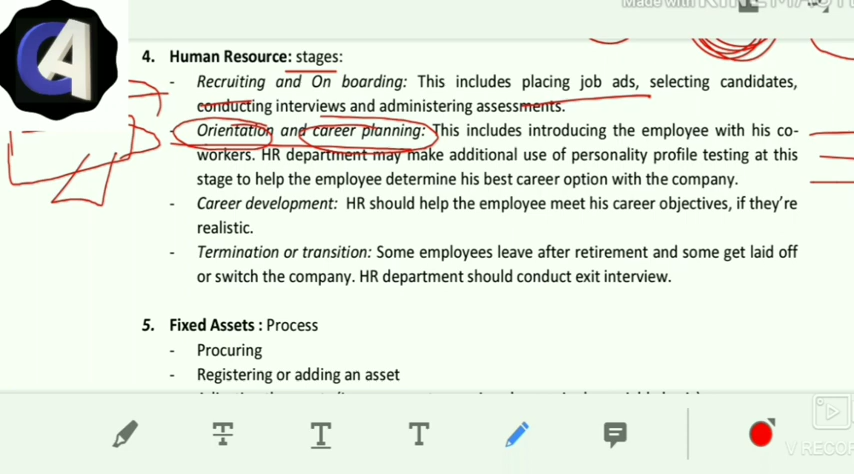 Made with KINEMASTER
4. Human Resource: stages:
- Recruiting and On boarding: This includes placing job ads, selecting candidates,
conducting interviews and administering assessments.
- Orientation and career planning: This includes introducing the employee with his co-
workers. HR department may make additional use of personality profile testing at this
stage to help the employee determine his best career option with the company.
- Career development: HR should help the employee meet his career objectives, if they're
realistic.
- Termination or transition: Some employees leave after retirement and some get laid off
or switch the company. HR department should conduct exit interview.
5. Fixed Assets : Process
- Procuring
- Registering or adding an asset
T T T
V RECOR